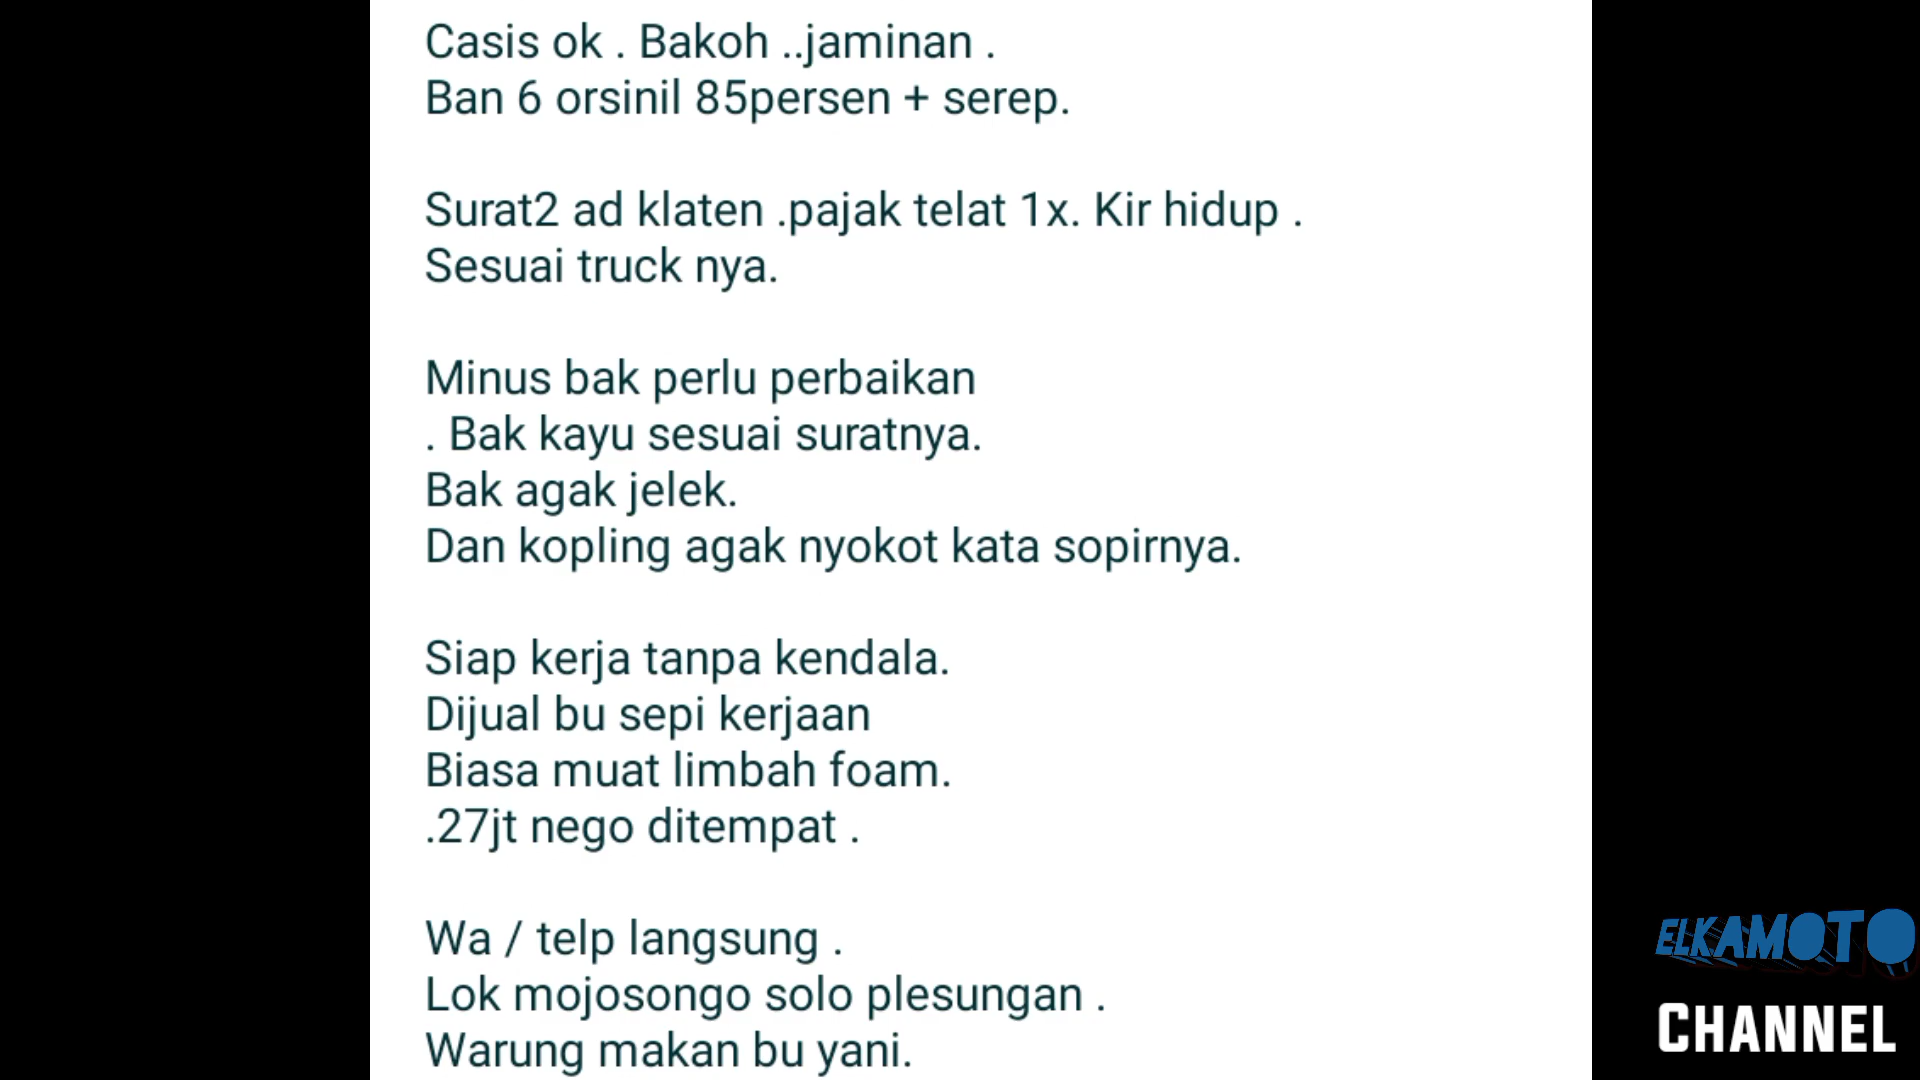 Casis ok . Bakoh ..jaminan .
Ban 6 orsinil 85persen + serep.
Surat2 ad klaten .pajak telat 1x. Kir hidup .
Sesuai truck nya.
Minus bak perlu perbaikan
. Bak kayu sesuai suratnya.
Bak agak jelek.
Dan kopling agak nyokot kata sopirnya.
Siap kerja tanpa kendala.
Dijual bu sepi kerjaan
Biasa muat limbah foam.
.27jt nego ditempat .
Wa / telp langsung .
Lok mojosongo solo plesungan .
Warung makan bu yani.
ELKAMOTO
CHANNEL